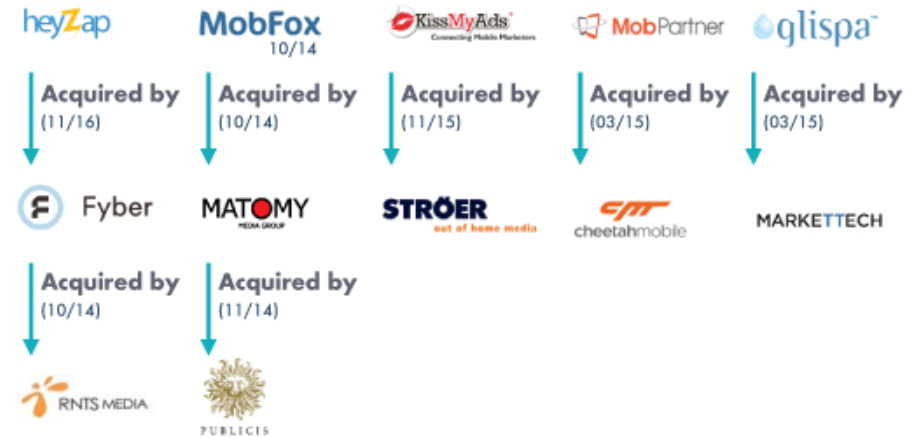 heyZap
MobFox
10/14
KissMyAds
Connecting Mobile Marketers
MobPartner
glispa™
Acquired by
(11/16)
Acquired by
(10/14)
Acquired by
(11/15)
Acquired by
(03/15)
Acquired by
(03/15)
F Fyber
MATOMY
MEDIA GROUP
STRÖER
out of home media
cm
cheetahmobile
MARKETTECH
Acquired by
(10/14)
Acquired by
(11/14)
RNTS MEDIA
PUBLICIS